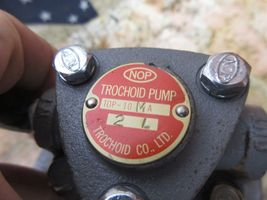 NOP
TROCHOID PUMP
TOP-10 A
2 L
TROCHOID CO., LTD.